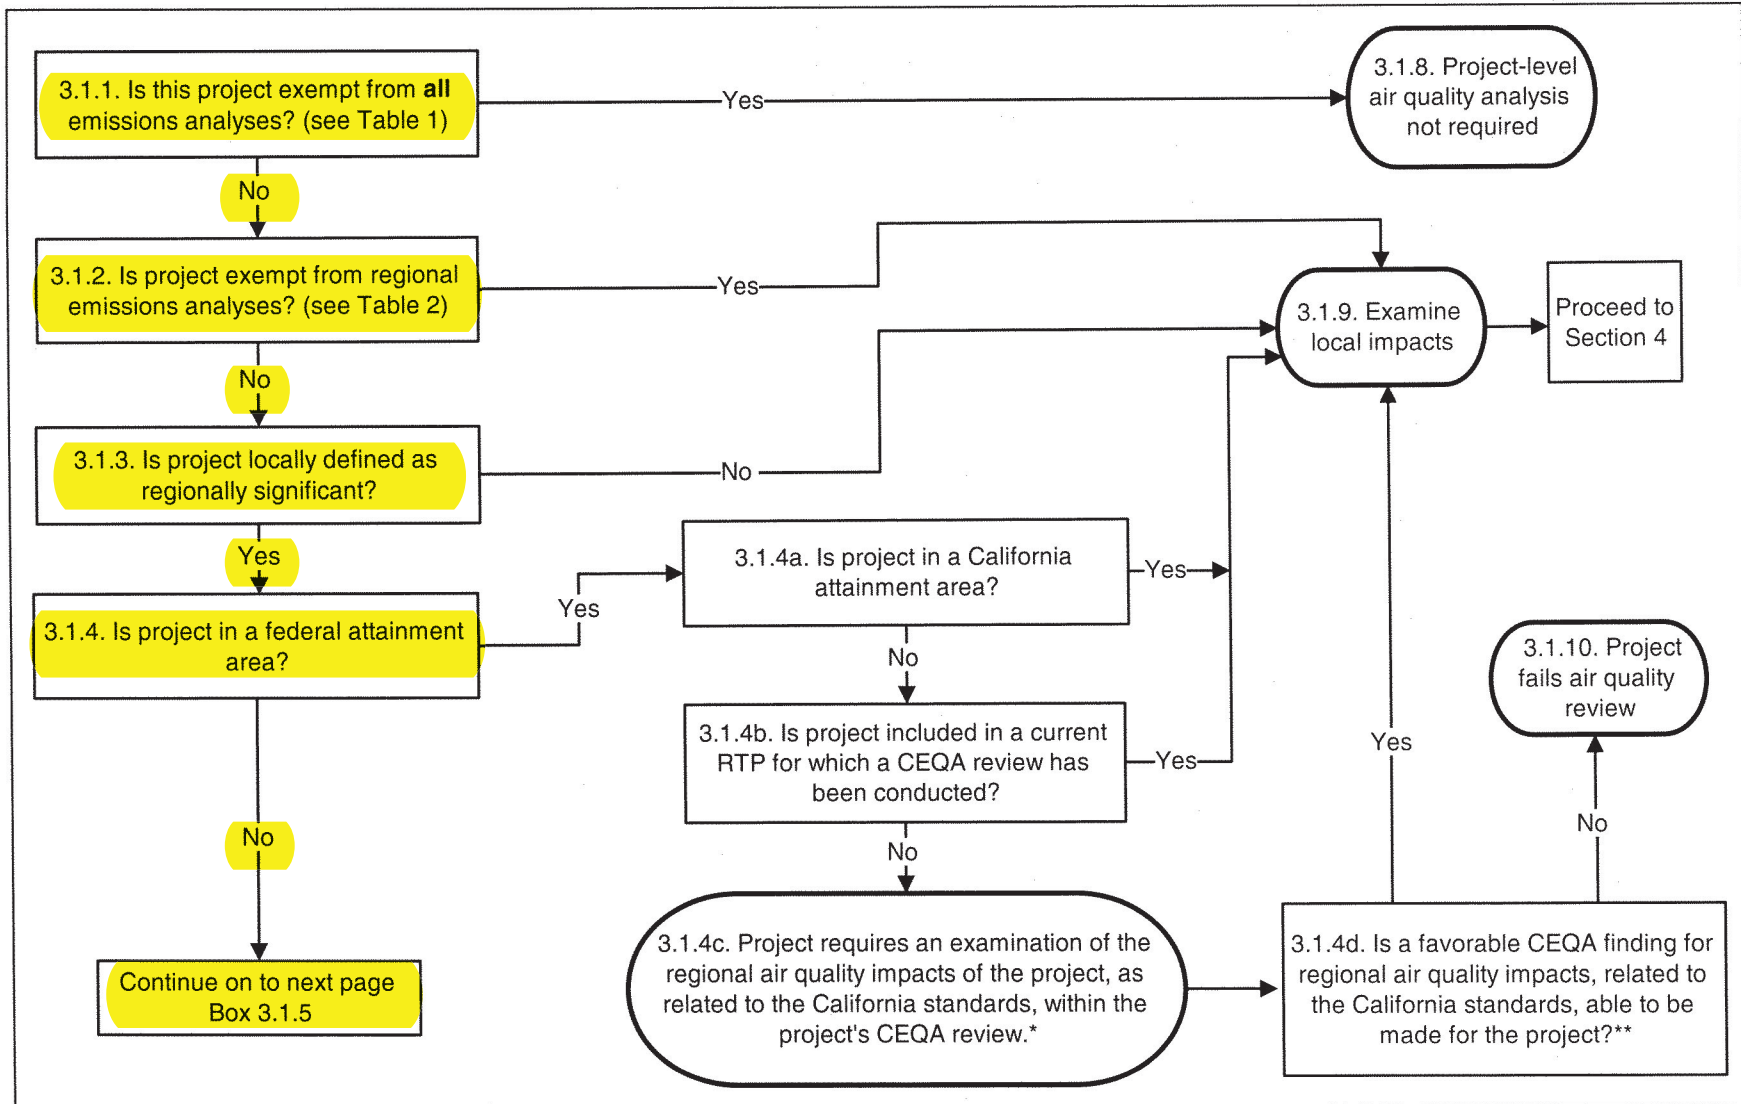 3.1.1. Is this project exempt from all
emissions analyses? (see Table 1)
Yes
3.1.8. Project-level
air quality analysis
not required
No
3.1.2. Is project exempt from regional
emissions analyses? (see Table 2)
Yes
3.1.9. Examine
local impacts
Proceed to
Section 4
No
3.1.3. Is project locally defined as
regionally significant?
No
Yes
3.1.4. Is project in a federal attainment
area?
Yes
3.1.4a. Is project in a California
attainment area?
Yes
No
3.1.4b. Is project included in a current
RTP for which a CEQA review has
been conducted?
Yes
No
3.1.4c. Project requires an examination of the
regional air quality impacts of the project, as
related to the California standards, within the
project's CEQA review.*
3.1.4d. Is a favorable CEQA finding for
regional air quality impacts, related to
the California standards, able to be
made for the project?**
Yes
No
3.1.10. Project
fails air quality
review
No
Continue on to next page
Box 3.1.5